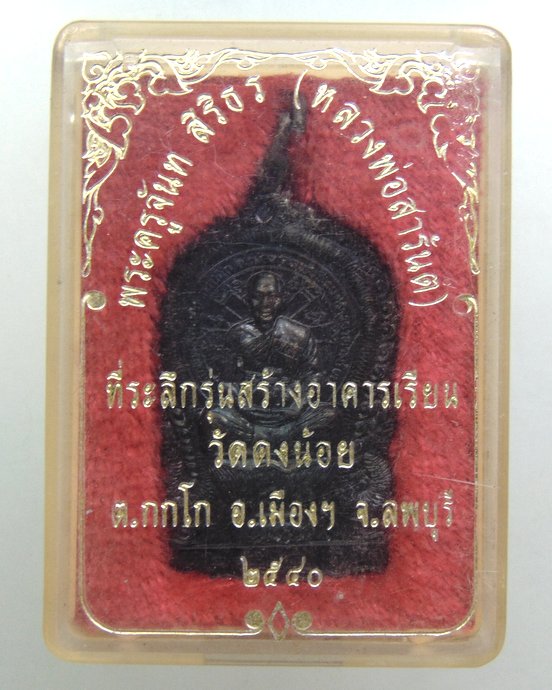 พระครูจันทสิริธร (หลวงพ่อสารันต์)
ที่ระลึกรุ่นสร้างอาคารเรียน
วัดดงน้อย
ต.กกโก อ.เมืองฯ จ.ลพบุรี
๒๕๔๐